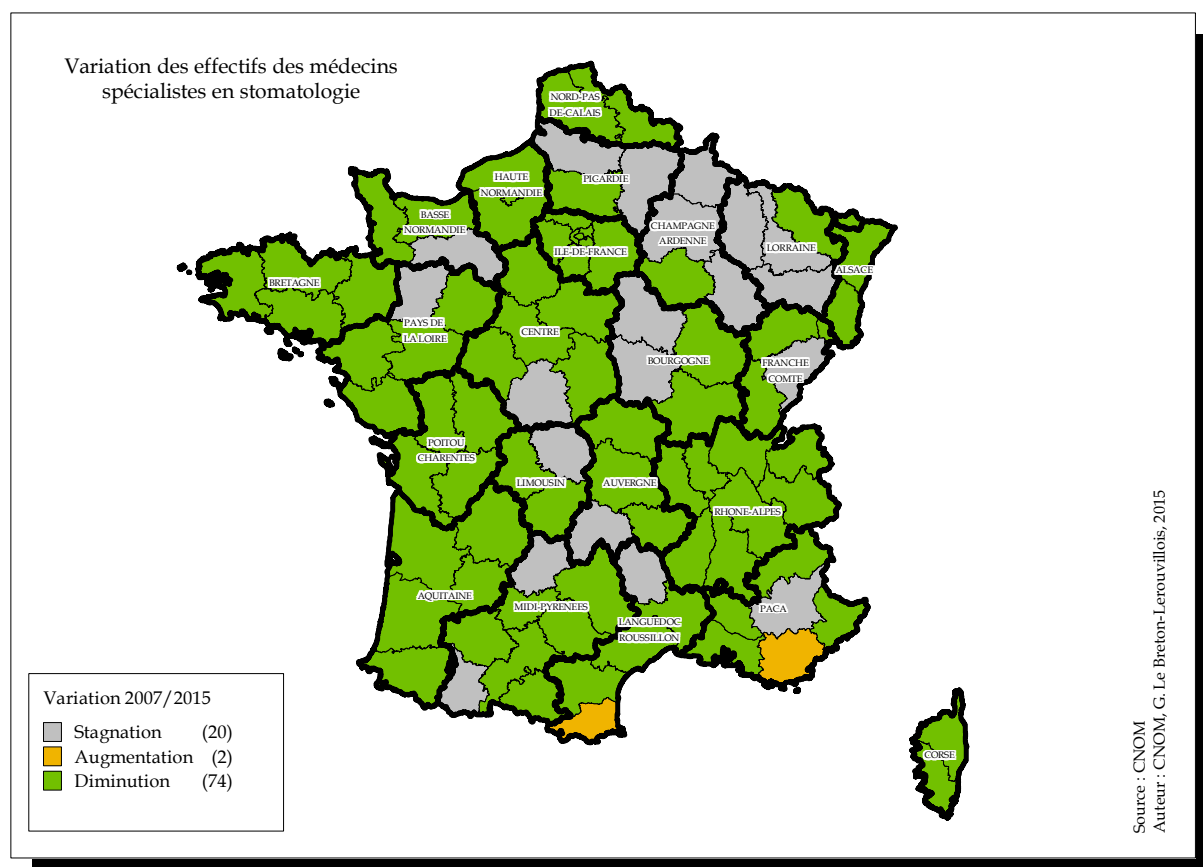 Variation des effectifs des médecins
spécialistes en stomatologie
NORD-PAS
DE-CALAIS
HAUTE
NORMANDIE
PICARDIE
BASSE
NORMANDIE
CHAMPAGNE
ARDENNE
ILE-DE-FRANCE
LORRAINE
ALSACE
BRETAGNE
PAYS DE
LA LOIRE
CENTRE
BOURGOGNE
FRANCHE
COMTE
POITOU
CHARENTES
LIMOUSIN
AUVERGNE
RHONE-ALPES
AQUITAINE
MIDI-PYRENEES
LANGUEDOC-
ROUSSILLON
PACA
CORSE
Variation 2007/2015
Stagnation (20)
Augmentation (2)
Diminution (74)
Source : CNOM
Auteur : CNOM, G. Le Breton-Lerouvillois, 2015